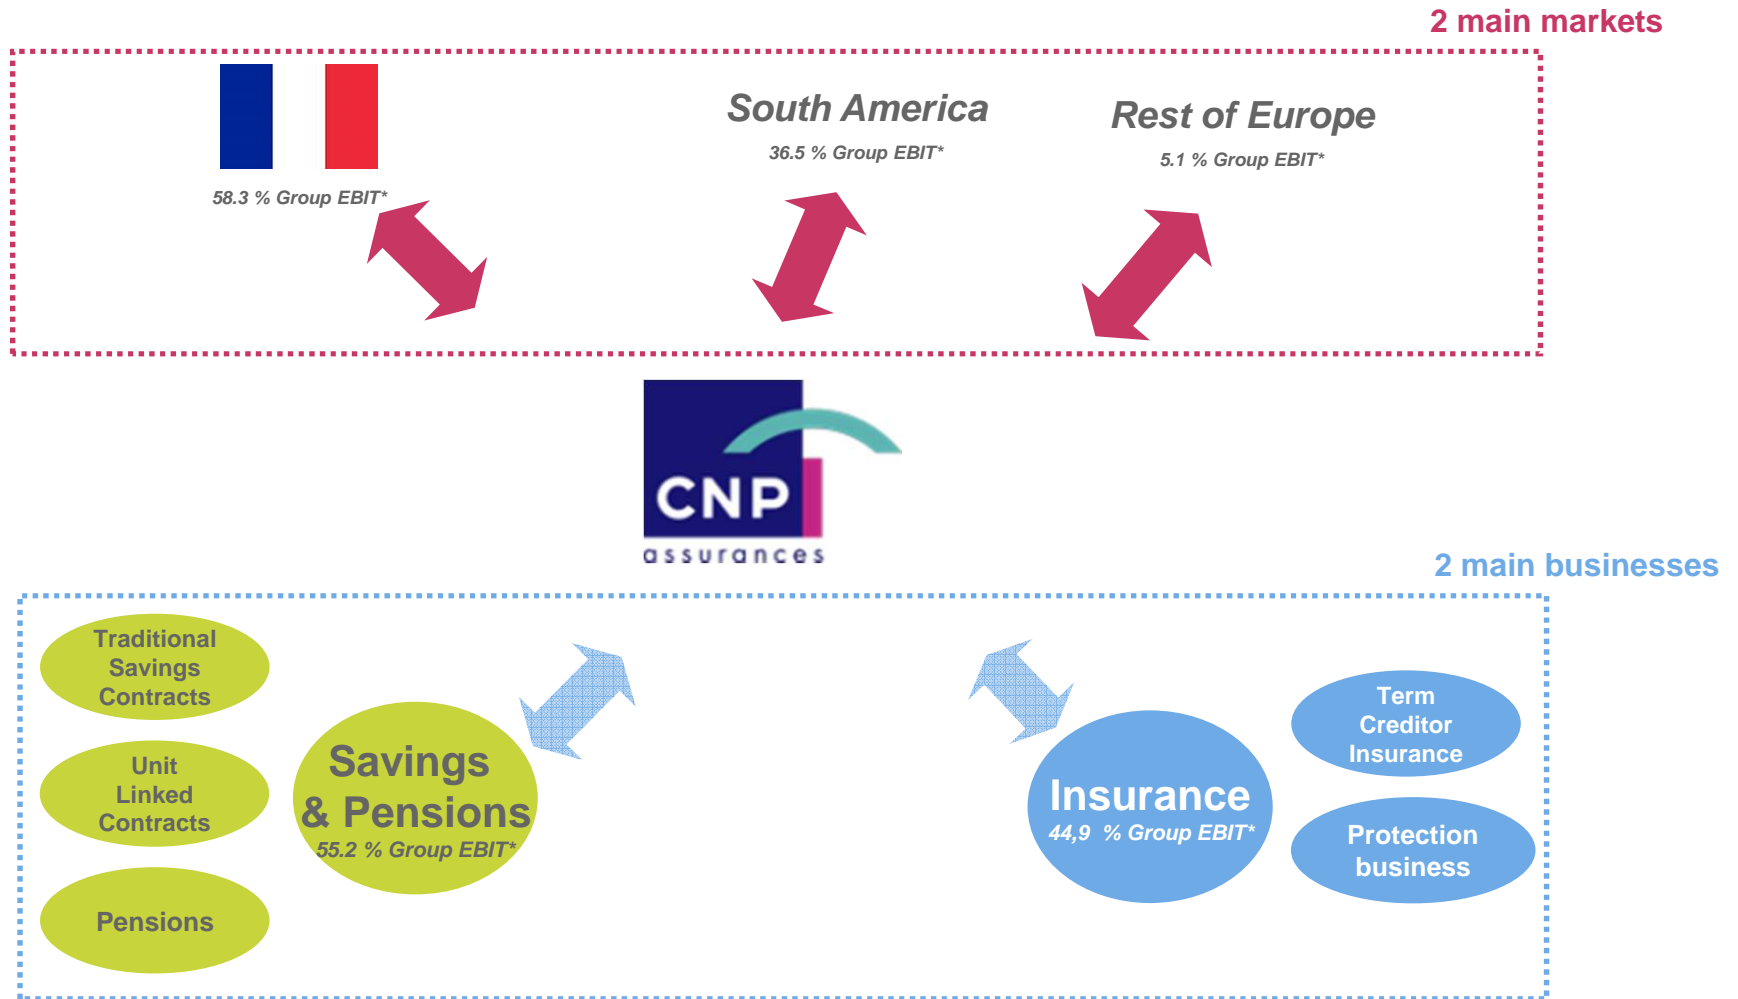 2 main markets
South America
Rest of Europe
36.5 % Group EBIT*
5.1 % Group EBIT*
58.3 % Group EBIT*
CNP
assurances
2 main businesses
Traditional
Savings
Contracts
Unit
Linked
Contracts
Pensions
Savings
& Pensions
55.2 % Group EBIT*
Insurance
44,9 % Group EBIT*
Term
Creditor
Insurance
Protection
business